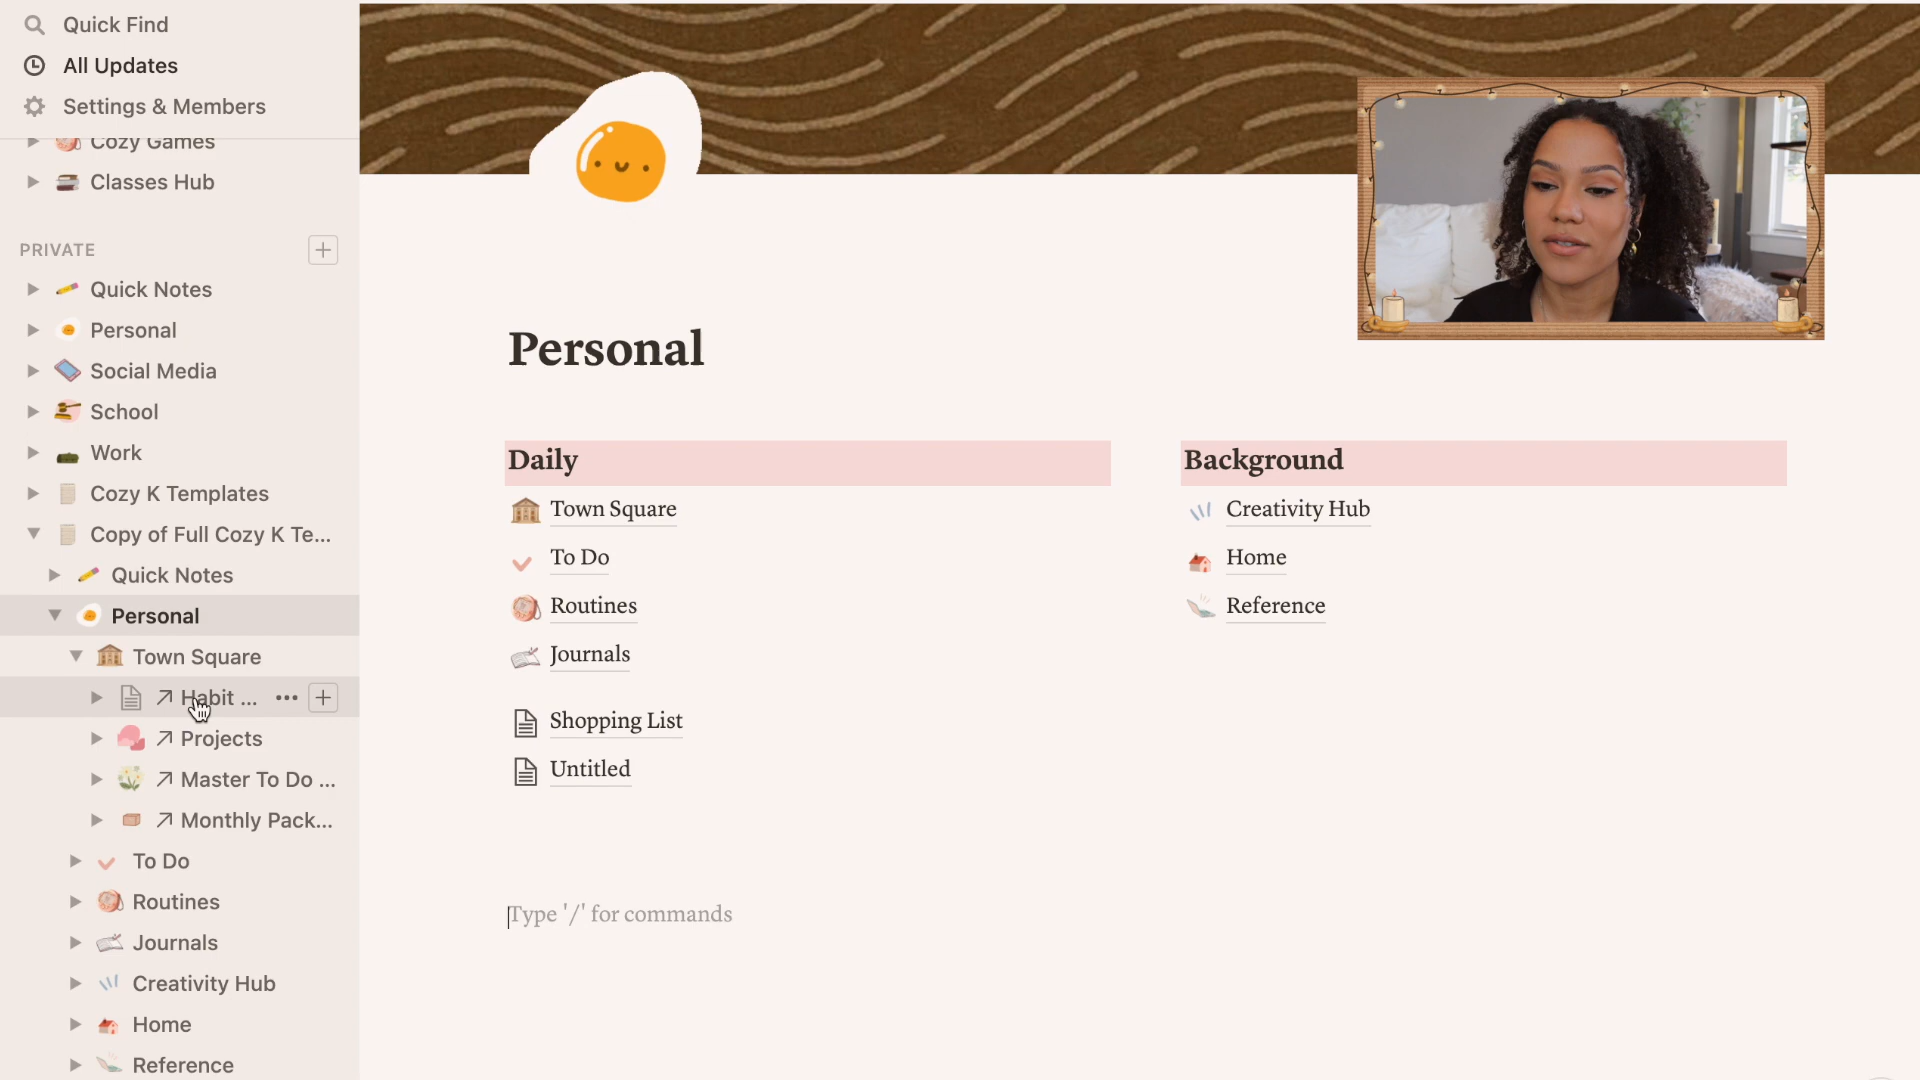 Quick Find
All Updates
Settings & Members
Cozy Games
Classes Hub
PRIVATE
Quick Notes
Personal
Social Media
School
Work
Cozy K Templates
Copy of Full Cozy K Te...
Quick Notes
Personal
Town Square
Habit ...
Projects
Master To Do ...
Monthly Pack...
To Do
Routines
Journals
Creativity Hub
Home
Reference
Personal
Daily
Town Square
To Do
Routines
Journals
Shopping List
Untitled
Background
Creativity Hub
Home
Reference
Type '/' for commands